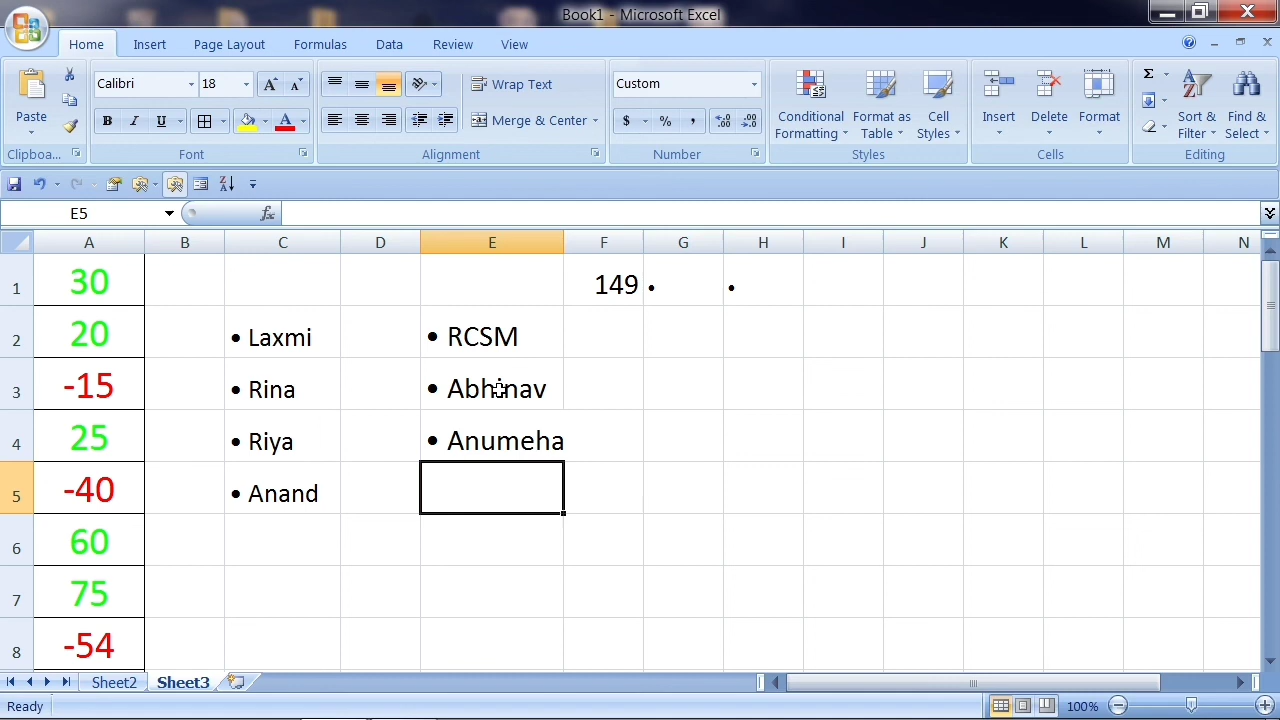 Book1 - Microsoft Excel
Home Insert Page Layout Formulas Data Review View
Paste
Clipboa...
Calibri 18
B I U A
Font
Wrap Text
Merge & Center
Alignment
Custom
$ % ,
Number
Conditional Formatting
Format as Table
Cell Styles
Styles
Insert Delete Format
Cells
Σ
Sort & Filter
Find & Select
Editing
E5 fx
A B C D E F G H I J K L M N
1 30 149 • •
2 20 • Laxmi • RCSM
3 -15 • Rina • Abhinav
4 25 • Riya • Anumeha
5 -40 • Anand
6 60
7 75
8 -54
Sheet2 Sheet3
Ready 100%